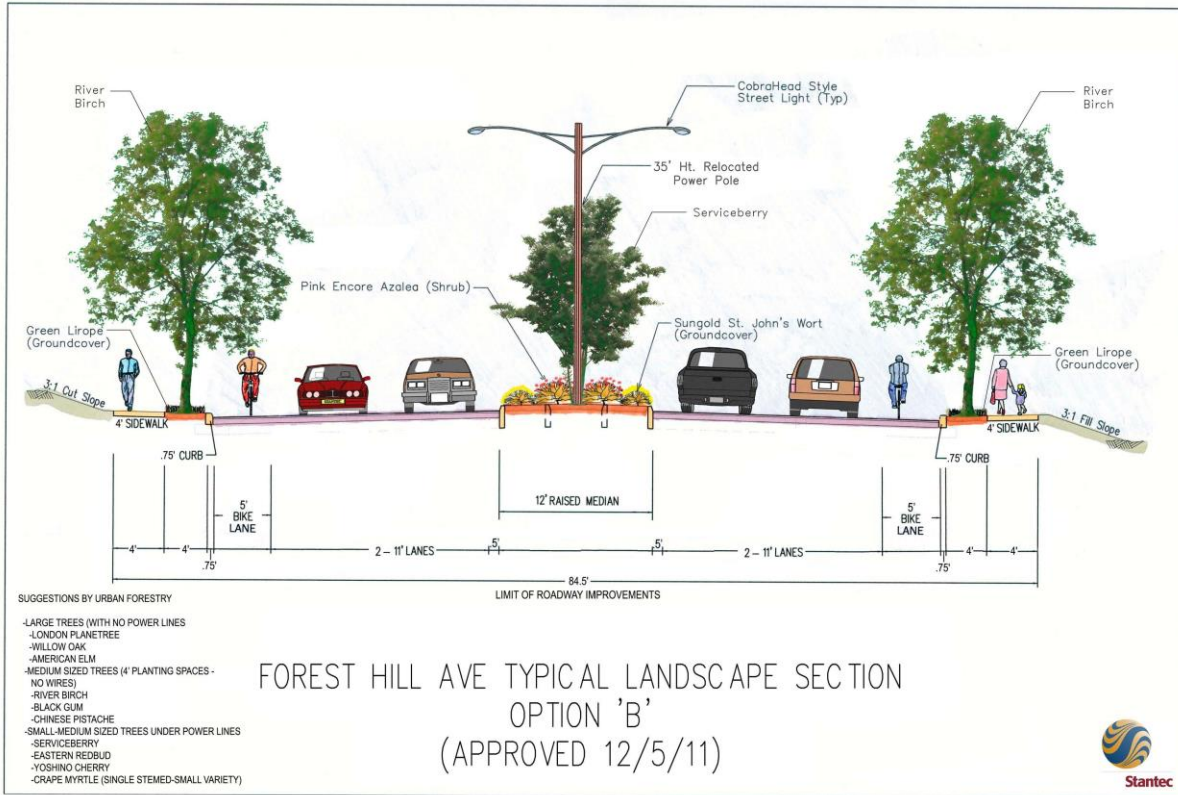 River
Birch
CobraHead Style
Street Light (Typ)
River
Birch
35' Ht. Relocated
Power Pole
Serviceberry
Pink Encore Azalea (Shrub)
Green Lirope
(Groundcover)
Sungold St. John's Wort
(Groundcover)
Green Lirope
(Groundcover)
3:1 Cut Slope
4' SIDEWALK
4' SIDEWALK
3:1 Fill Slope
.75' CURB
.75' CURB
5'
BIKE
LANE
12' RAISED MEDIAN
5'
BIKE
LANE
4'
4'
.75'
2 - 11' LANES
.5'
.5'
2 - 11' LANES
.75'
4'
4'
84.5'
LIMIT OF ROADWAY IMPROVEMENTS
SUGGESTIONS BY URBAN FORESTRY
-LARGE TREES (WITH NO POWER LINES
-LONDON PLANETREE
-WILLOW OAK
-AMERICAN ELM
-MEDIUM SIZED TREES (4' PLANTING SPACES -
NO WIRES)
-RIVER BIRCH
-BLACK GUM
-CHINESE PISTACHE
-SMALL-MEDIUM SIZED TREES UNDER POWER LINES
-SERVICEBERRY
-EASTERN REDBUD
-YOSHINO CHERRY
-CRAPE MYRTLE (SINGLE STEMED-SMALL VARIETY)
FOREST HILL AVE TYPICAL LANDSCAPE SECTION
OPTION 'B'
(APPROVED 12/5/11)
Stantec